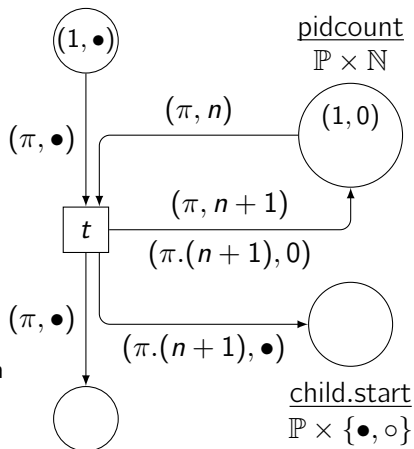 (1, •)
pidcount
ℙ × ℕ
(π, n)
(1, 0)
(π, •)
t
(π, n + 1)
(π.(n + 1), 0)
(π, •)
(π.(n + 1), •)
child.start
ℙ × {•, ◦}